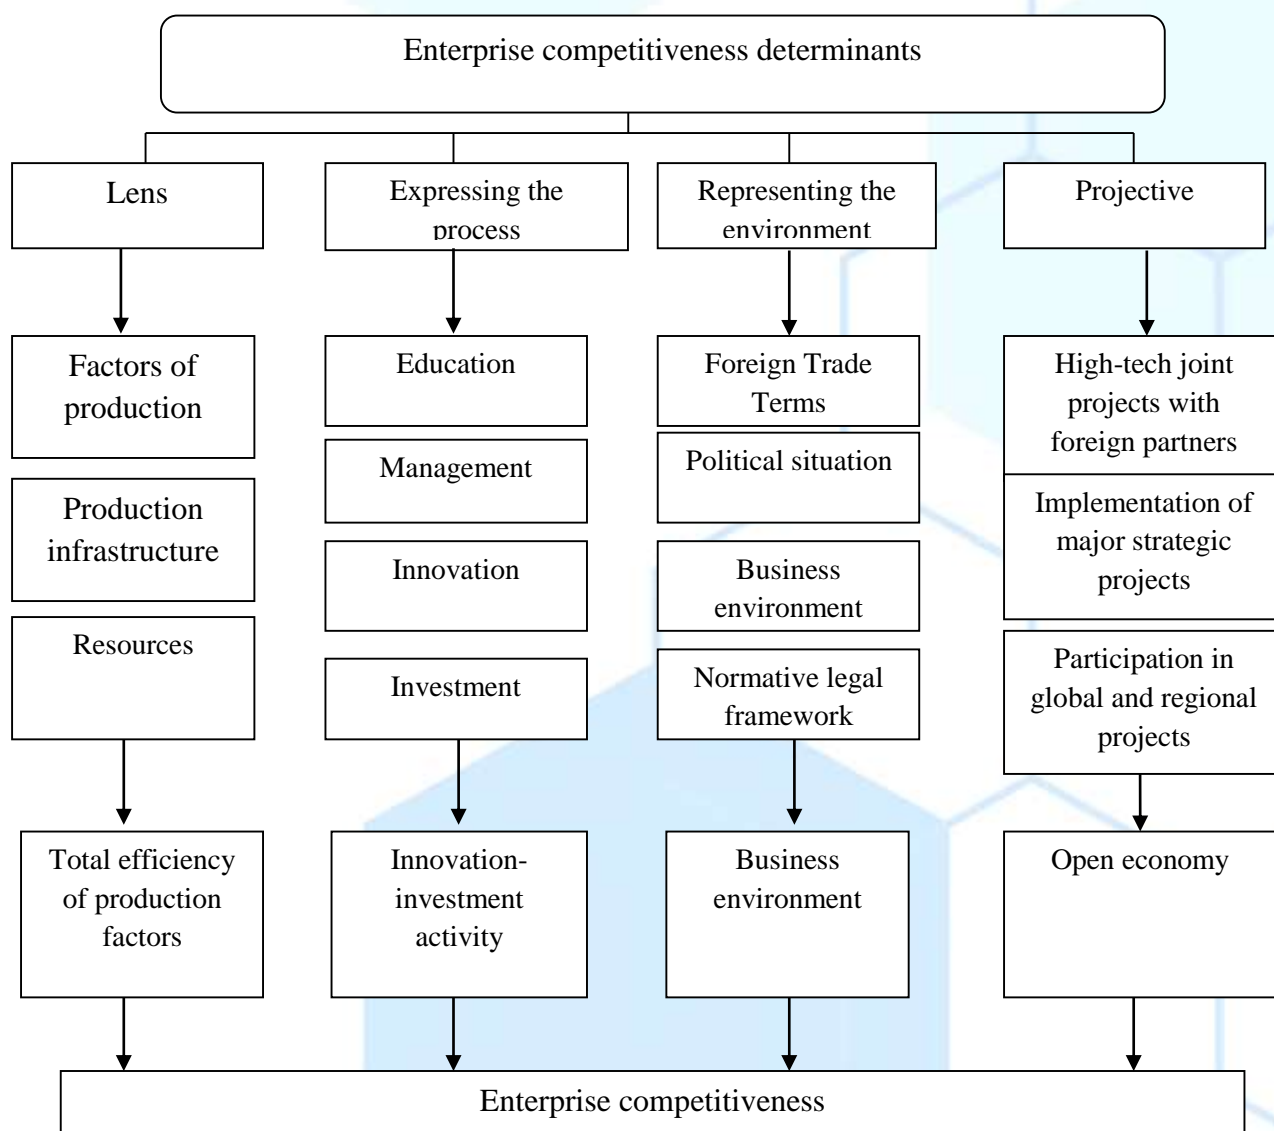 Enterprise competitiveness determinants
Lens
Expressing the
process
Representing the
environment
Projective
Factors of
production
Education
Foreign Trade
Terms
High-tech joint
projects with
foreign partners
Management
Political situation
Production
infrastructure
Implementation of
major strategic
projects
Innovation
Business
environment
Resources
Investment
Normative legal
framework
Participation in
global and regional
projects
Total efficiency
of production
factors
Innovation-
investment
activity
Business
environment
Open economy
Enterprise competitiveness